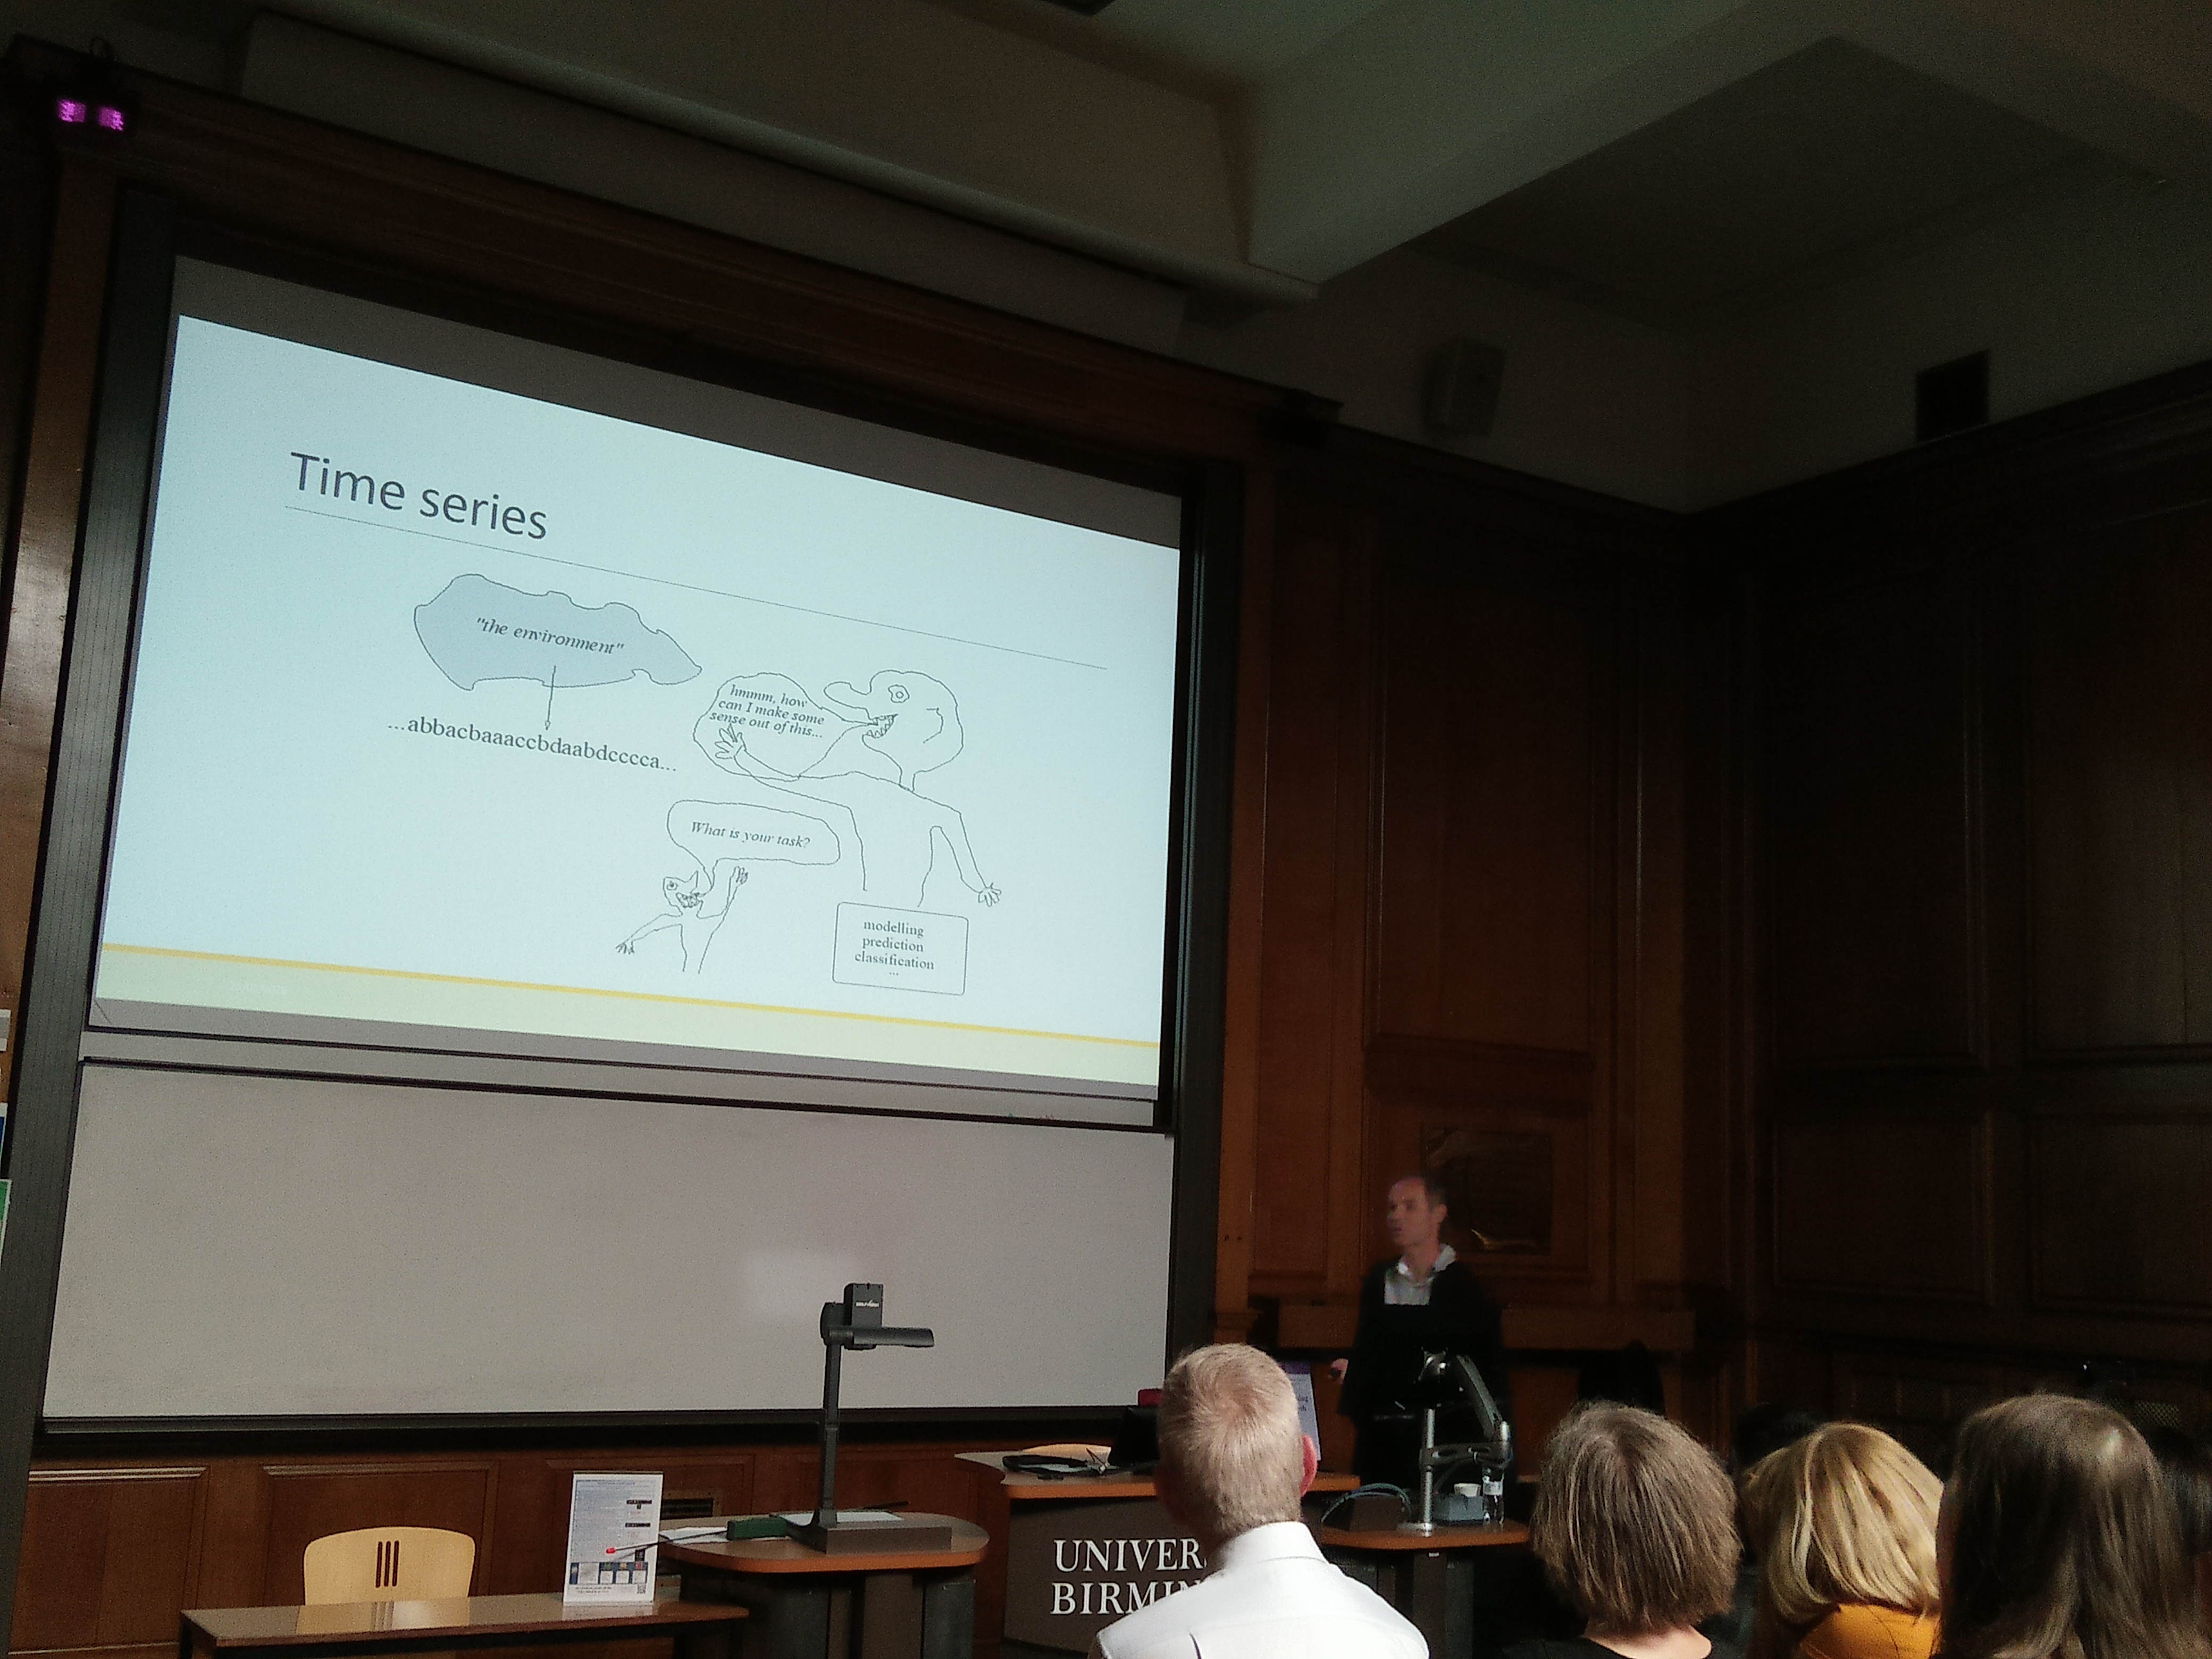 Time series
"the environment"
...abbacbaaaccbdaabdcccca...
hmmm, how
can I make some
sense out of this...
What is your task?
modelling
prediction
classification
...
UNIVER
BIRMIN